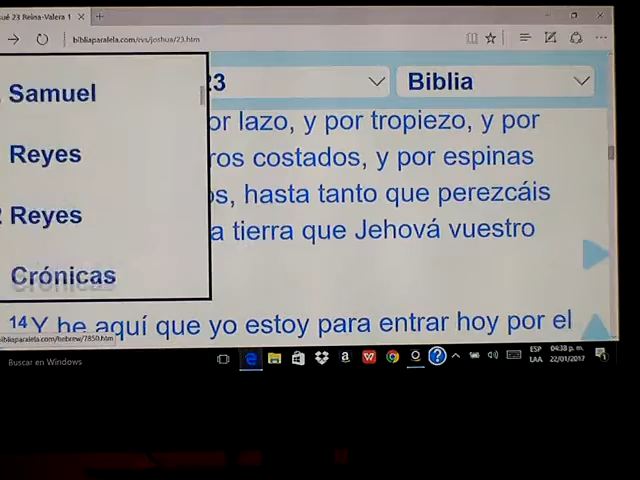 sué 23 Reina-Valera 1
bibliaparalela.com/rvs/joshua/23.htm
Samuel
Reyes
2 Reyes
Crónicas
23
Biblia
or lazo, y por tropiezo, y por
ros costados, y por espinas
os, hasta tanto que perezcáis
a tierra que Jehová vuestro
14 Y he aquí que yo estoy para entrar hoy por el
bibliaparalela.com/hebrew/7850.htm
Buscar en Windows
ESP 04:38 p. m.
LAA 22/01/2017